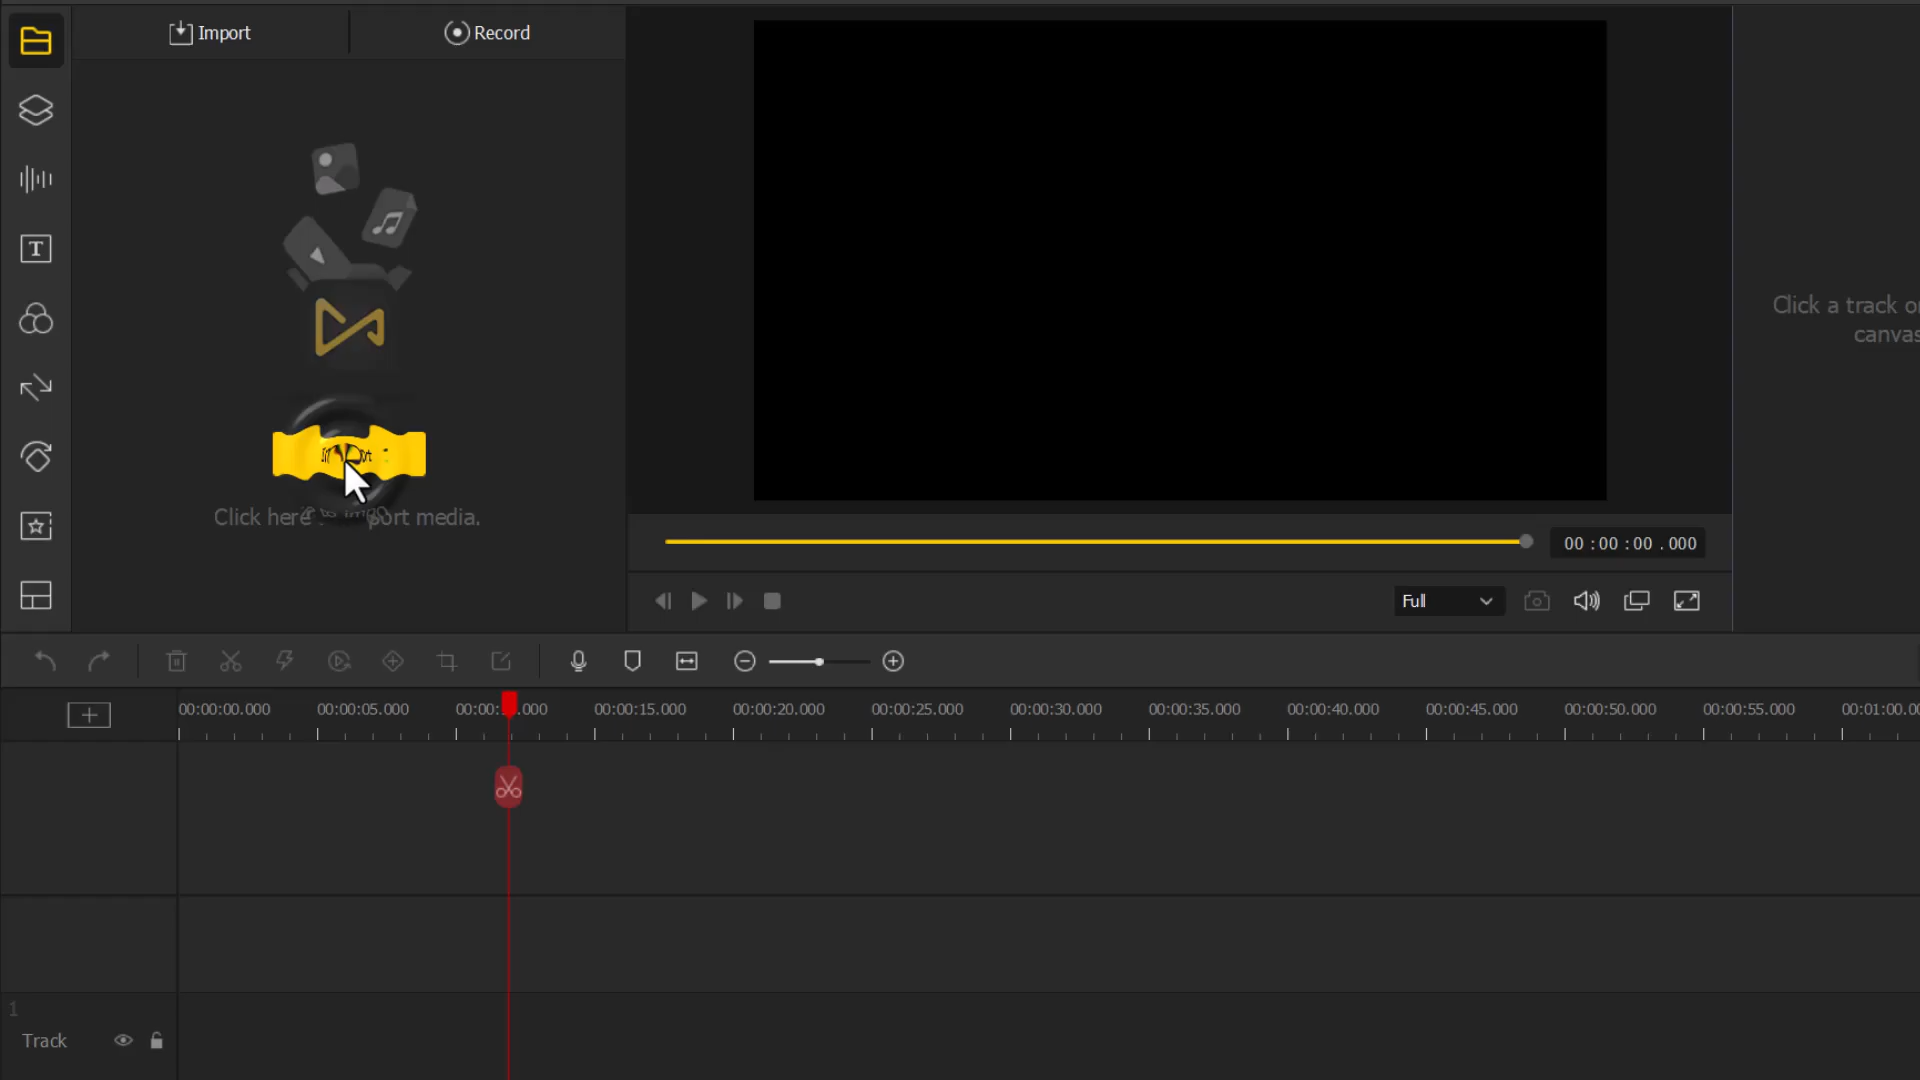 Import
Record
Click a track or
canvas
Click here to import media.
00 : 00 : 00 . 000
Full
00:00:00.000
00:00:05.000
00:00:15.000
00:00:20.000
00:00:25.000
00:00:30.000
00:00:35.000
00:00:40.000
00:00:45.000
00:00:50.000
00:00:55.000
1
Track